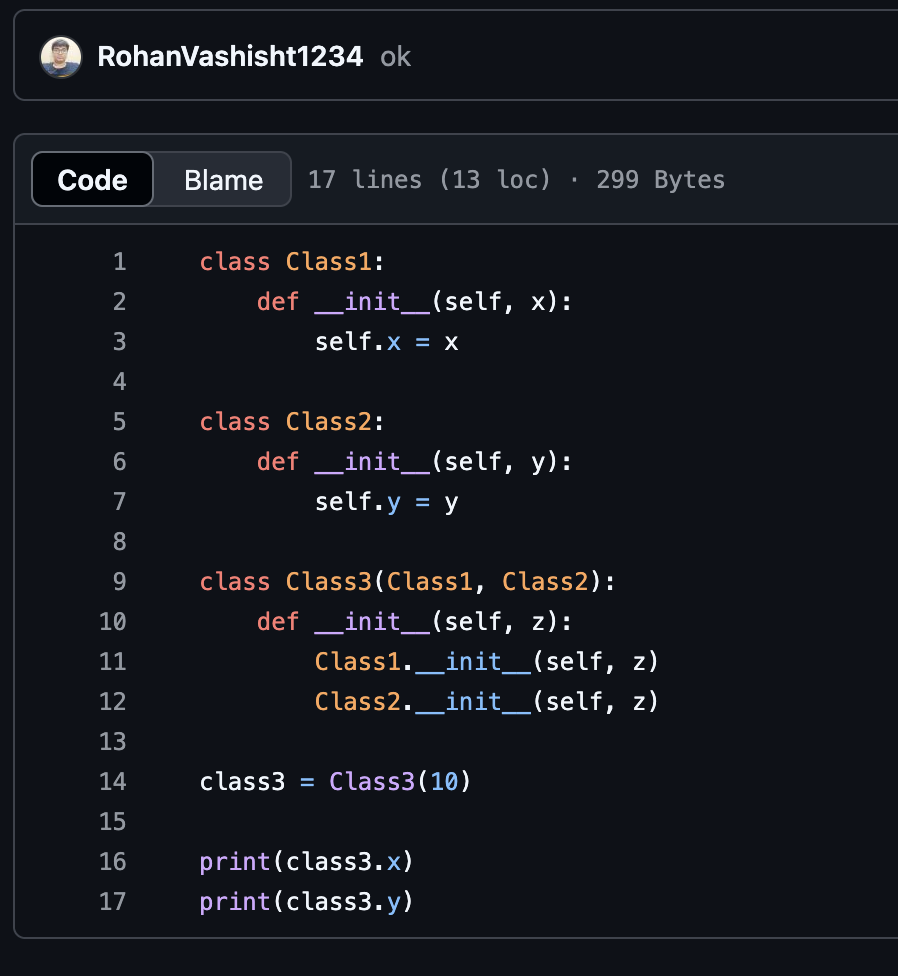 RohanVashisht1234 ok
Code Blame 17 lines (13 loc) · 299 Bytes
1 class Class1:
2     def __init__(self, x):
3         self.x = x
4
5 class Class2:
6     def __init__(self, y):
7         self.y = y
8
9 class Class3(Class1, Class2):
10     def __init__(self, z):
11         Class1.__init__(self, z)
12         Class2.__init__(self, z)
13
14 class3 = Class3(10)
15
16 print(class3.x)
17 print(class3.y)